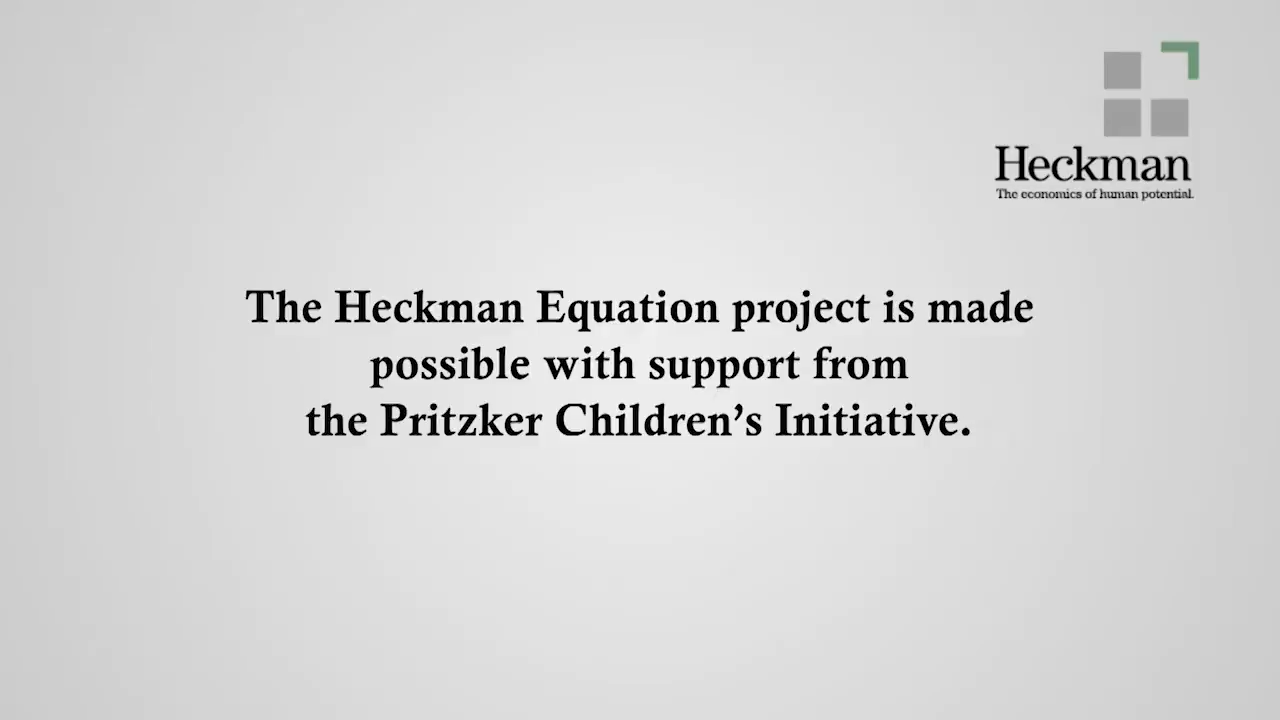 Heckman
The economics of human potential.
The Heckman Equation project is made
possible with support from
the Pritzker Children’s Initiative.